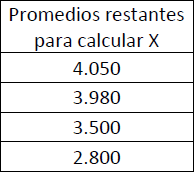 Promedios restantes
para calcular X
4.050
3.980
3.500
2.800